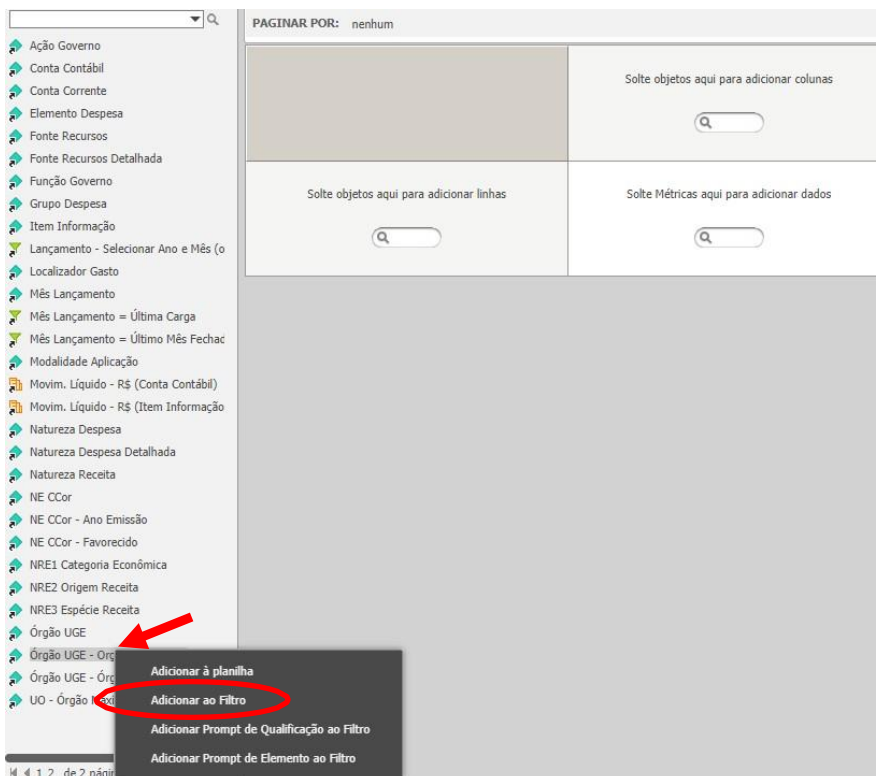 PAGINAR POR: nenhum
Ação Governo
Conta Contábil
Conta Corrente
Elemento Despesa
Fonte Recursos
Fonte Recursos Detalhada
Função Governo
Grupo Despesa
Item Informação
Lançamento - Selecionar Ano e Mês (o
Localizador Gasto
Mês Lançamento
Mês Lançamento = Última Carga
Mês Lançamento = Último Mês Fechad
Modalidade Aplicação
Movim. Líquido - R$ (Conta Contábil)
Movim. Líquido - R$ (Item Informação
Natureza Despesa
Natureza Despesa Detalhada
Natureza Receita
NE CCor
NE CCor - Ano Emissão
NE CCor - Favorecido
NRE1 Categoria Econômica
NRE2 Origem Receita
NRE3 Espécie Receita
Órgão UGE
Órgão UGE - Org
Órgão UGE - Órg
UO - Órgão Máxi
1 2 de 2 págin
Solte objetos aqui para adicionar colunas
Solte objetos aqui para adicionar linhas
Solte Métricas aqui para adicionar dados
Adicionar à planilha
Adicionar ao Filtro
Adicionar Prompt de Qualificação ao Filtro
Adicionar Prompt de Elemento ao Filtro